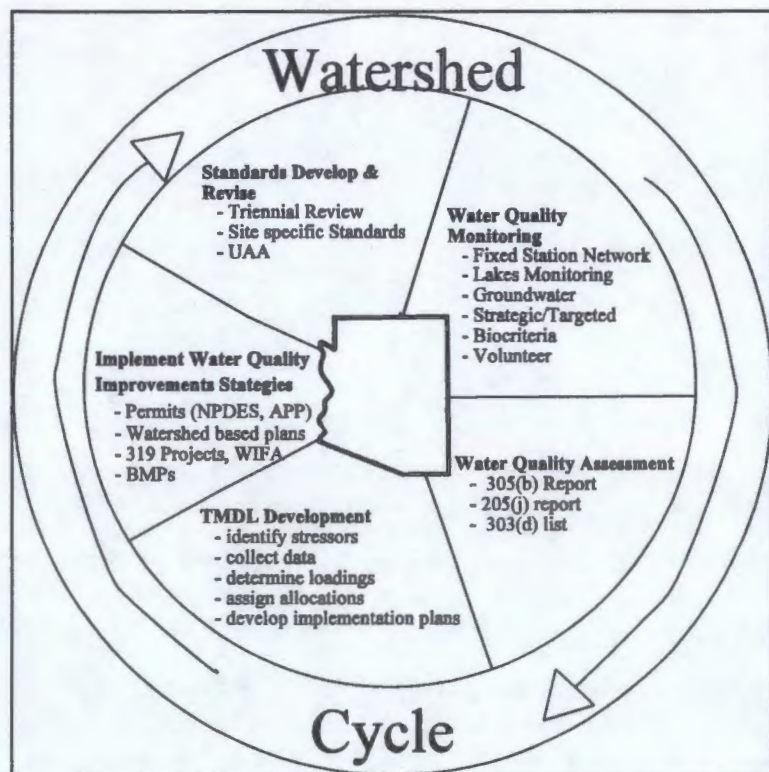 Watershed
Standards Develop &
Revise
- Triennial Review
- Site specific Standards
- UAA
Water Quality
Monitoring
- Fixed Station Network
- Lakes Monitoring
- Groundwater
- Strategic/Targeted
- Biocriteria
- Volunteer
Water Quality Assessment
- 305(b) Report
- 205(j) report
- 303(d) list
TMDL Development
- identify stressors
- collect data
- determine loadings
- assign allocations
- develop implementation plans
Implement Water Quality
Improvements Stategies
- Permits (NPDES, APP)
- Watershed based plans
- 319 Projects, WIFA
- BMPs
Cycle